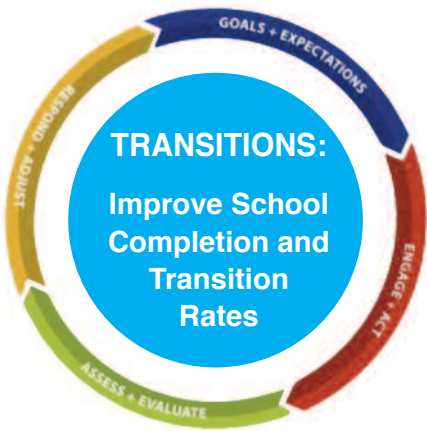 GOALS + EXPECTATIONS
ENGAGE + ACT
ASSESS + EVALUATE
RESPOND + ADJUST
TRANSITIONS:
Improve School
Completion and
Transition
Rates